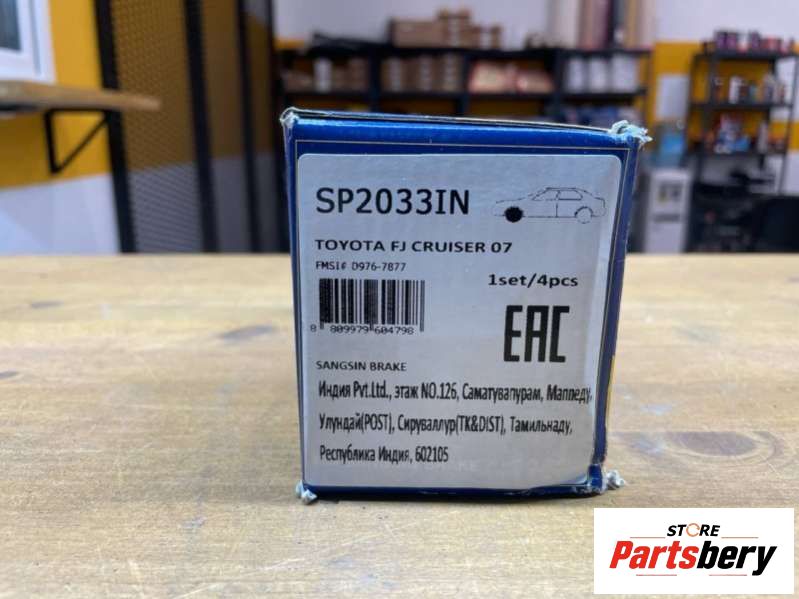 SP2033IN
TOYOTA FJ CRUISER 07
FMSI# D976-7877
1set/4pcs
8 809979 604798
EAC
SANGSIN BRAKE
Индия Pvt.Ltd., этаж NO.126, Саматувапурам, Маппеду,
Улундай(POST), Сируваллур(TK&DIST), Тамильнаду,
Республика Индия, 602105
STORE
Partsbery